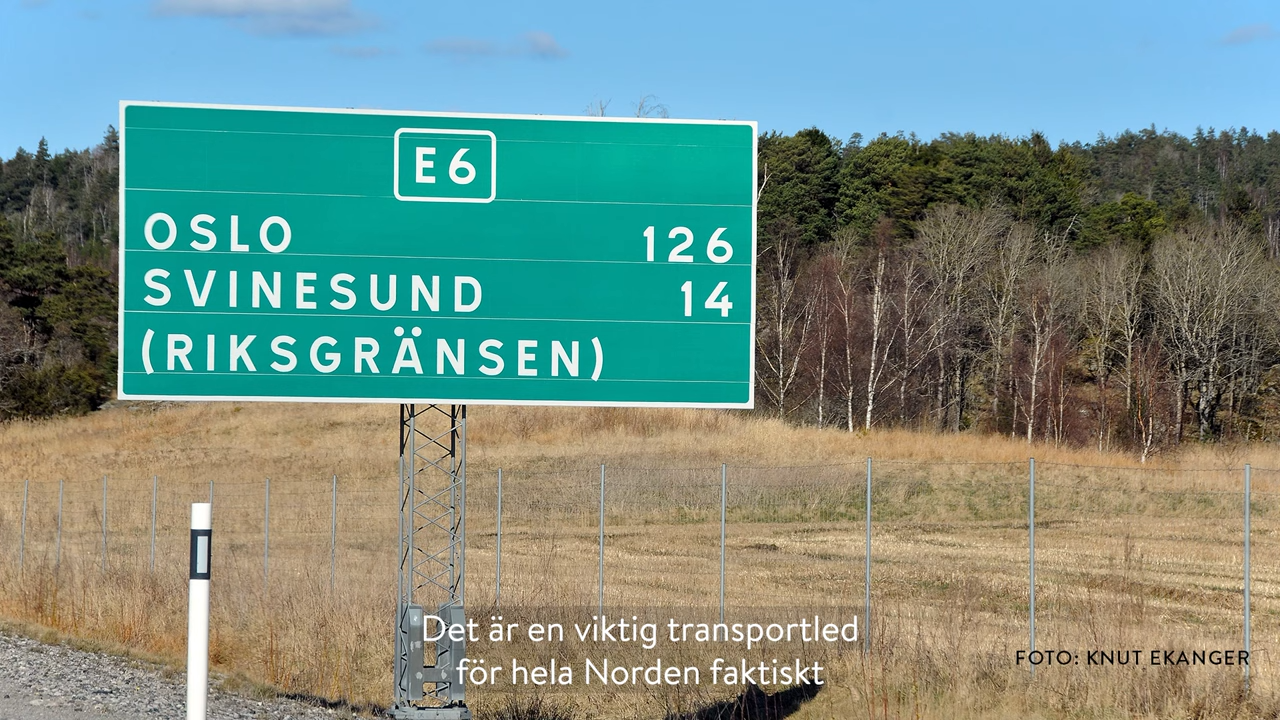 E6
OSLO 126
SVINESUND 14
(RIKSGRÄNSEN)
Det är en viktig transportled
för hela Norden faktiskt
FOTO: KNUT EKANGER